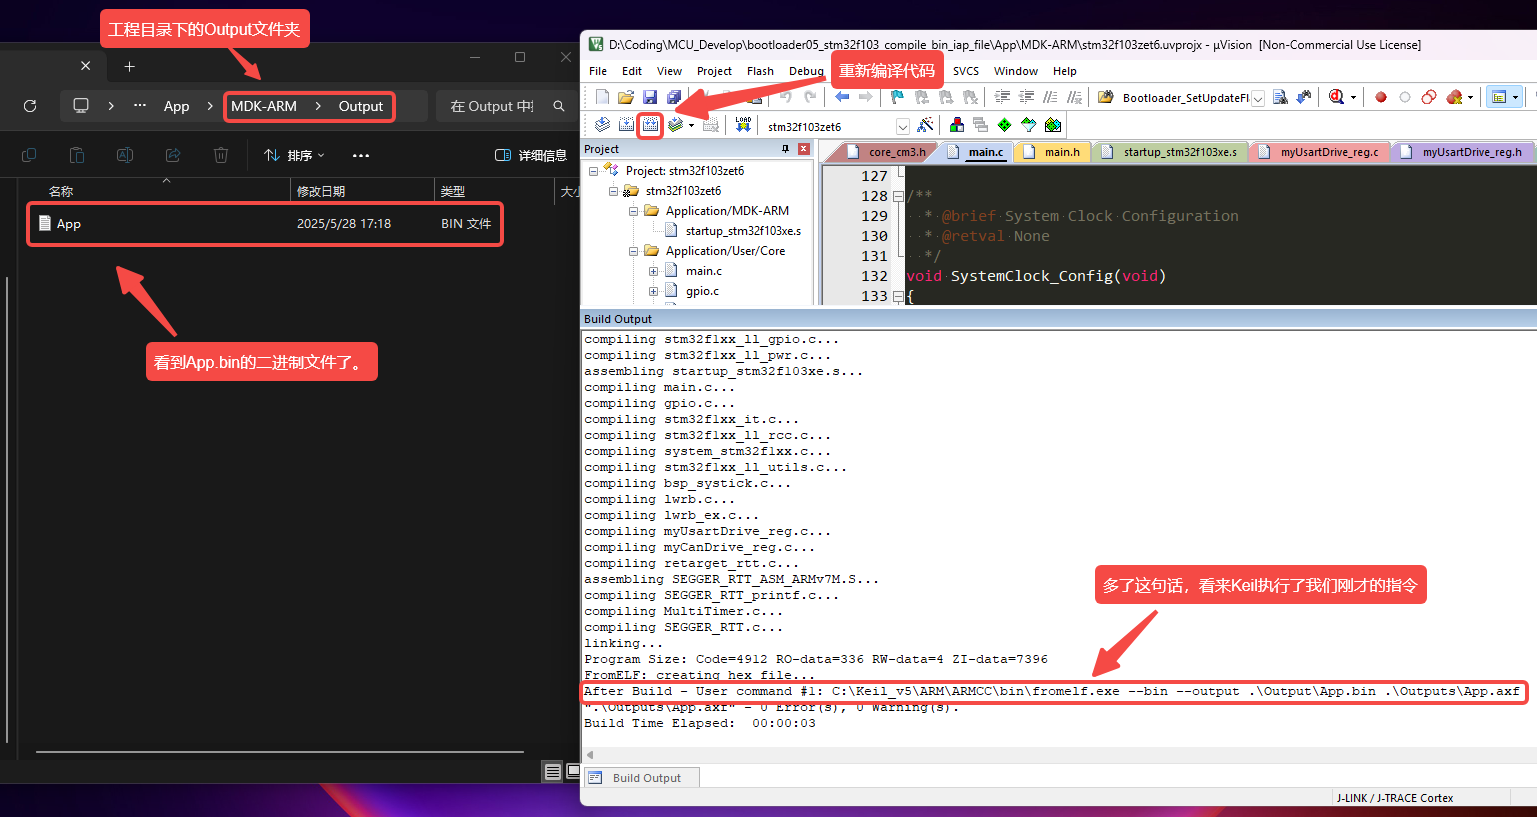 工程目录下的Output文件夹
App
MDK-ARM
Output
在 Output 中
排序
详细信息
名称
修改日期
类型
大小
App
2025/5/28 17:18
BIN 文件
看到App.bin的二进制文件了。
D:\Coding\MCU_Develop\bootloader05_stm32f103_compile_bin_iap_file\App\MDK-ARM\stm32f103zet6.uvprojx - µVision [Non-Commercial Use License]
File Edit View Project Flash Debug SVCS Window Help
重新编译代码
Bootloader_SetUpdateFl
LOAD
stm32f103zet6
Project
core_cm3.h
main.c
main.h
startup_stm32f103xe.s
myUsartDrive_reg.c
myUsartDrive_reg.h
Project: stm32f103zet6
stm32f103zet6
Application/MDK-ARM
startup_stm32f103xe.s
Application/User/Core
main.c
gpio.c
127
128 /**
129 * @brief System Clock Configuration
130 * @retval None
131 */
132 void SystemClock_Config(void)
133 {
Build Output
compiling stm32f1xx_ll_gpio.c...
compiling stm32f1xx_ll_pwr.c...
assembling startup_stm32f103xe.s...
compiling main.c...
compiling gpio.c...
compiling stm32f1xx_it.c...
compiling stm32f1xx_ll_rcc.c...
compiling system_stm32f1xx.c...
compiling stm32f1xx_ll_utils.c...
compiling bsp_systick.c...
compiling lwrb.c...
compiling lwrb_ex.c...
compiling myUsartDrive_reg.c...
compiling myCanDrive_reg.c...
compiling retarget_rtt.c...
assembling SEGGER_RTT_ASM_ARMv7M.S...
compiling SEGGER_RTT_printf.c...
compiling MultiTimer.c...
compiling SEGGER_RTT.c...
linking...
Program Size: Code=4912 RO-data=336 RW-data=4 ZI-data=7396
FromELF: creating hex file...
After Build - User command #1: C:\Keil_v5\ARM\ARMCC\bin\fromelf.exe --bin --output .\Output\App.bin .\Outputs\App.axf
".\Outputs\App.axf" - 0 Error(s), 0 Warning(s).
Build Time Elapsed: 00:00:03
多了这句话，看来Keil执行了我们刚才的指令
Build Output
J-LINK / J-TRACE Cortex